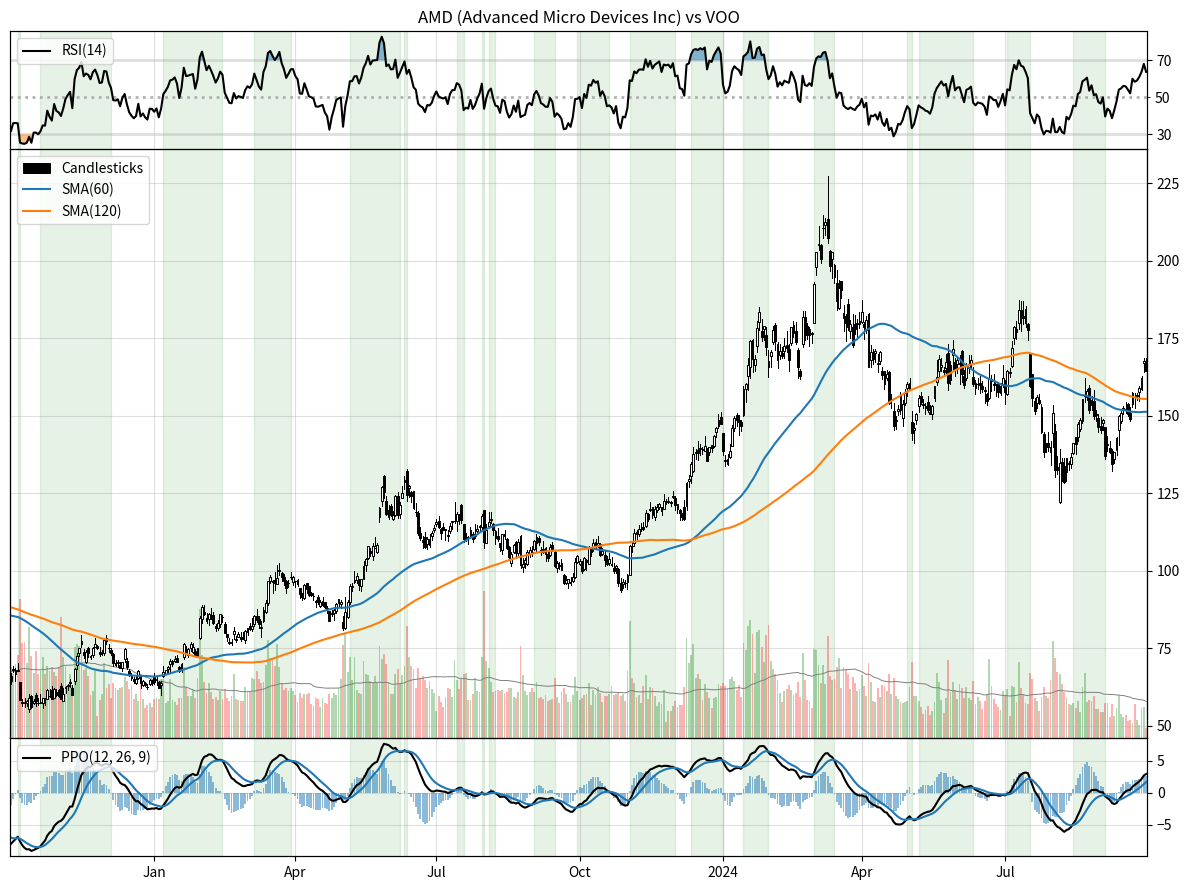 AMD (Advanced Micro Devices Inc) vs VOO
RSI(14)
70
50
30
Candlesticks
SMA(60)
SMA(120)
225
200
175
150
125
100
75
50
PPO(12, 26, 9)
5
0
−5
Jan Apr Jul Oct 2024 Apr Jul